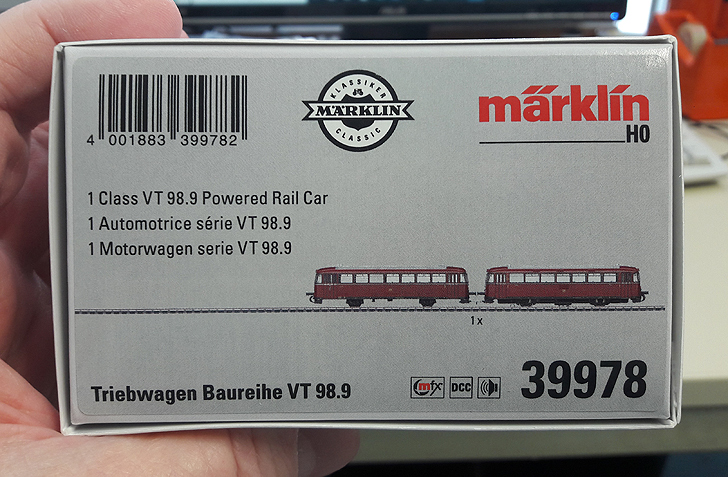 4 001883 399782
KLASSIKER
MÄRKLIN
CLASSIC
märklin
HO
1 Class VT 98.9 Powered Rail Car
1 Automotrice série VT 98.9
1 Motorwagen serie VT 98.9
1x
Triebwagen Baureihe VT 98.9
mfx
DCC
39978